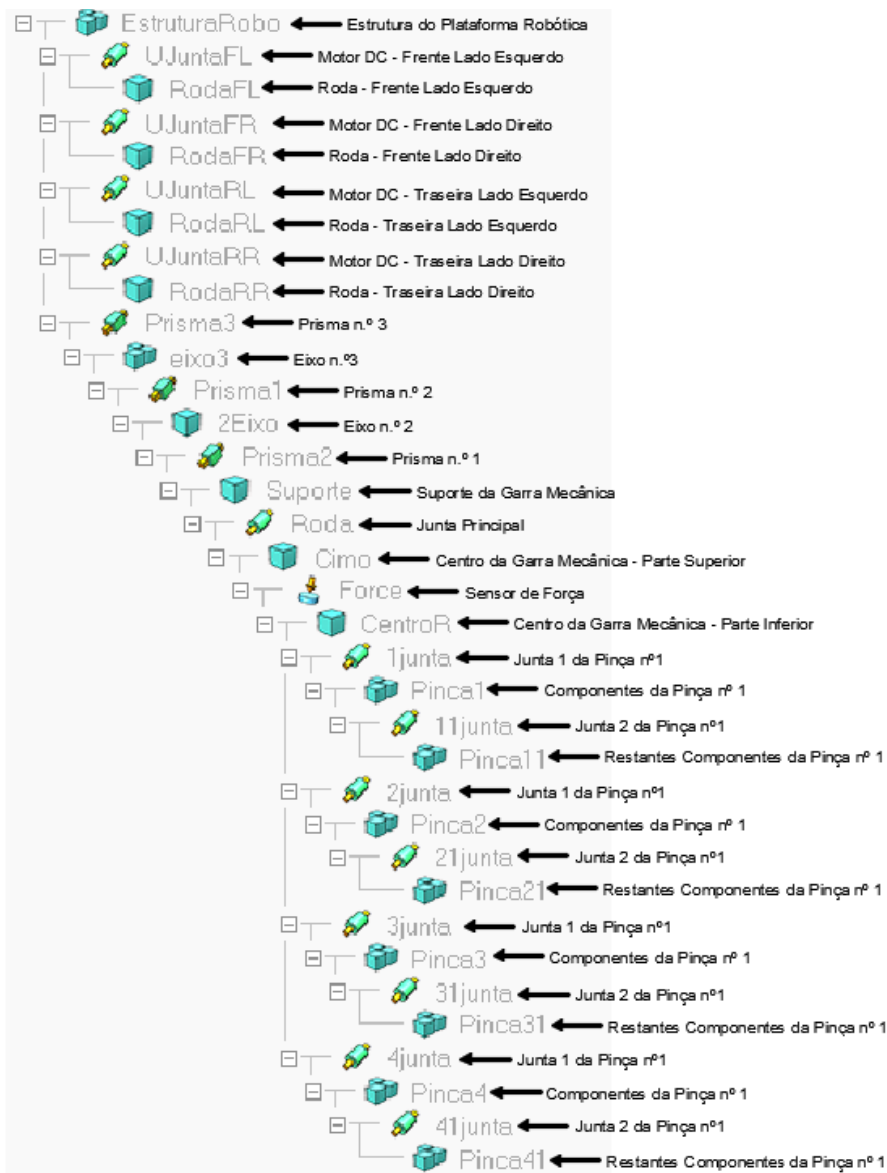 EstruturaRobo Estrutura do Plataforma Robótica
UJuntaFL Motor DC - Frente Lado Esquerdo
RodaFL Roda - Frente Lado Esquerdo
UJuntaFR Motor DC - Frente Lado Direito
RodaFR Roda - Frente Lado Direito
UJuntaRL Motor DC - Traseira Lado Esquerdo
RodaRL Roda - Traseira Lado Esquerdo
UJuntaRR Motor DC - Traseira Lado Direito
RodaRR Roda - Traseira Lado Direito
Prisma3 Prisma n.º 3
eixo3 Eixo n.º3
Prisma1 Prisma n.º 2
2Eixo Eixo n.º 2
Prisma2 Prisma n.º 1
Suporte Suporte da Garra Mecânica
Roda Junta Principal
Cimo Centro da Garra Mecânica - Parte Superior
Force Sensor de Força
CentroR Centro da Garra Mecânica - Parte Inferior
1junta Junta 1 da Pinça nº1
Pinca1 Componentes da Pinça nº 1
11junta Junta 2 da Pinça nº1
Pinca11 Restantes Componentes da Pinça nº 1
2junta Junta 1 da Pinça nº1
Pinca2 Componentes da Pinça nº 1
21junta Junta 2 da Pinça nº1
Pinca21 Restantes Componentes da Pinça nº 1
3junta Junta 1 da Pinça nº1
Pinca3 Componentes da Pinça nº 1
31junta Junta 2 da Pinça nº1
Pinca31 Restantes Componentes da Pinça nº 1
4junta Junta 1 da Pinça nº1
Pinca4 Componentes da Pinça nº 1
41junta Junta 2 da Pinça nº1
Pinca41 Restantes Componentes da Pinça nº 1